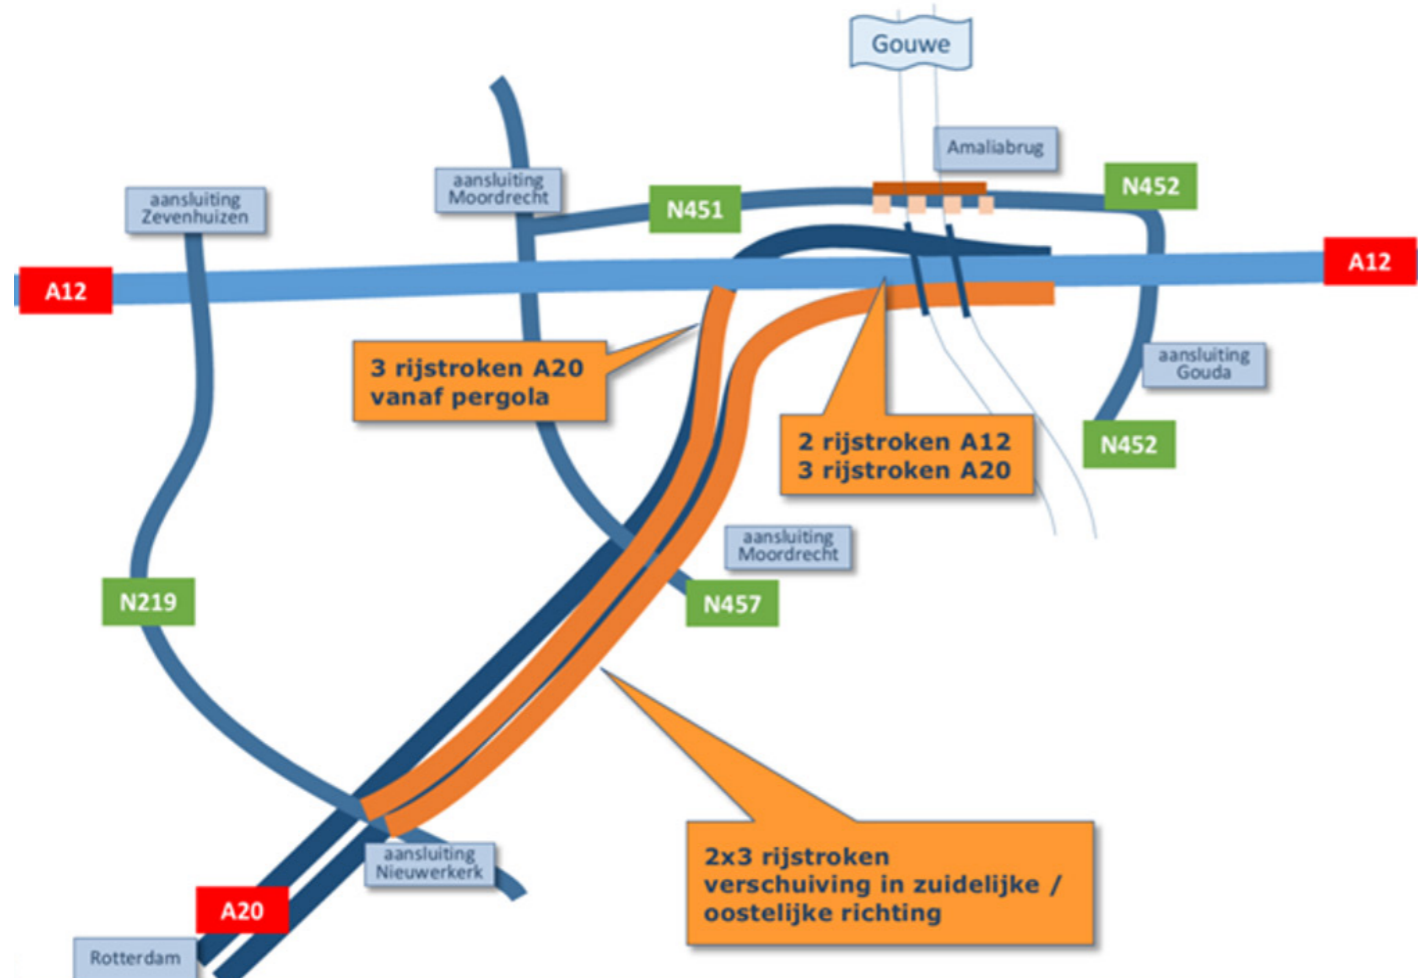 Gouwe
Amaliabrug
aansluiting
Moordrecht
N452
aansluiting
Zevenhuizen
N451
A12
A12
3 rijstroken A20
vanaf pergola
aansluiting
Gouda
2 rijstroken A12
3 rijstroken A20
N452
aansluiting
Moordrecht
N219
N457
2x3 rijstroken
verschuiving in zuidelijke /
oostelijke richting
aansluiting
Nieuwerkerk
A20
Rotterdam